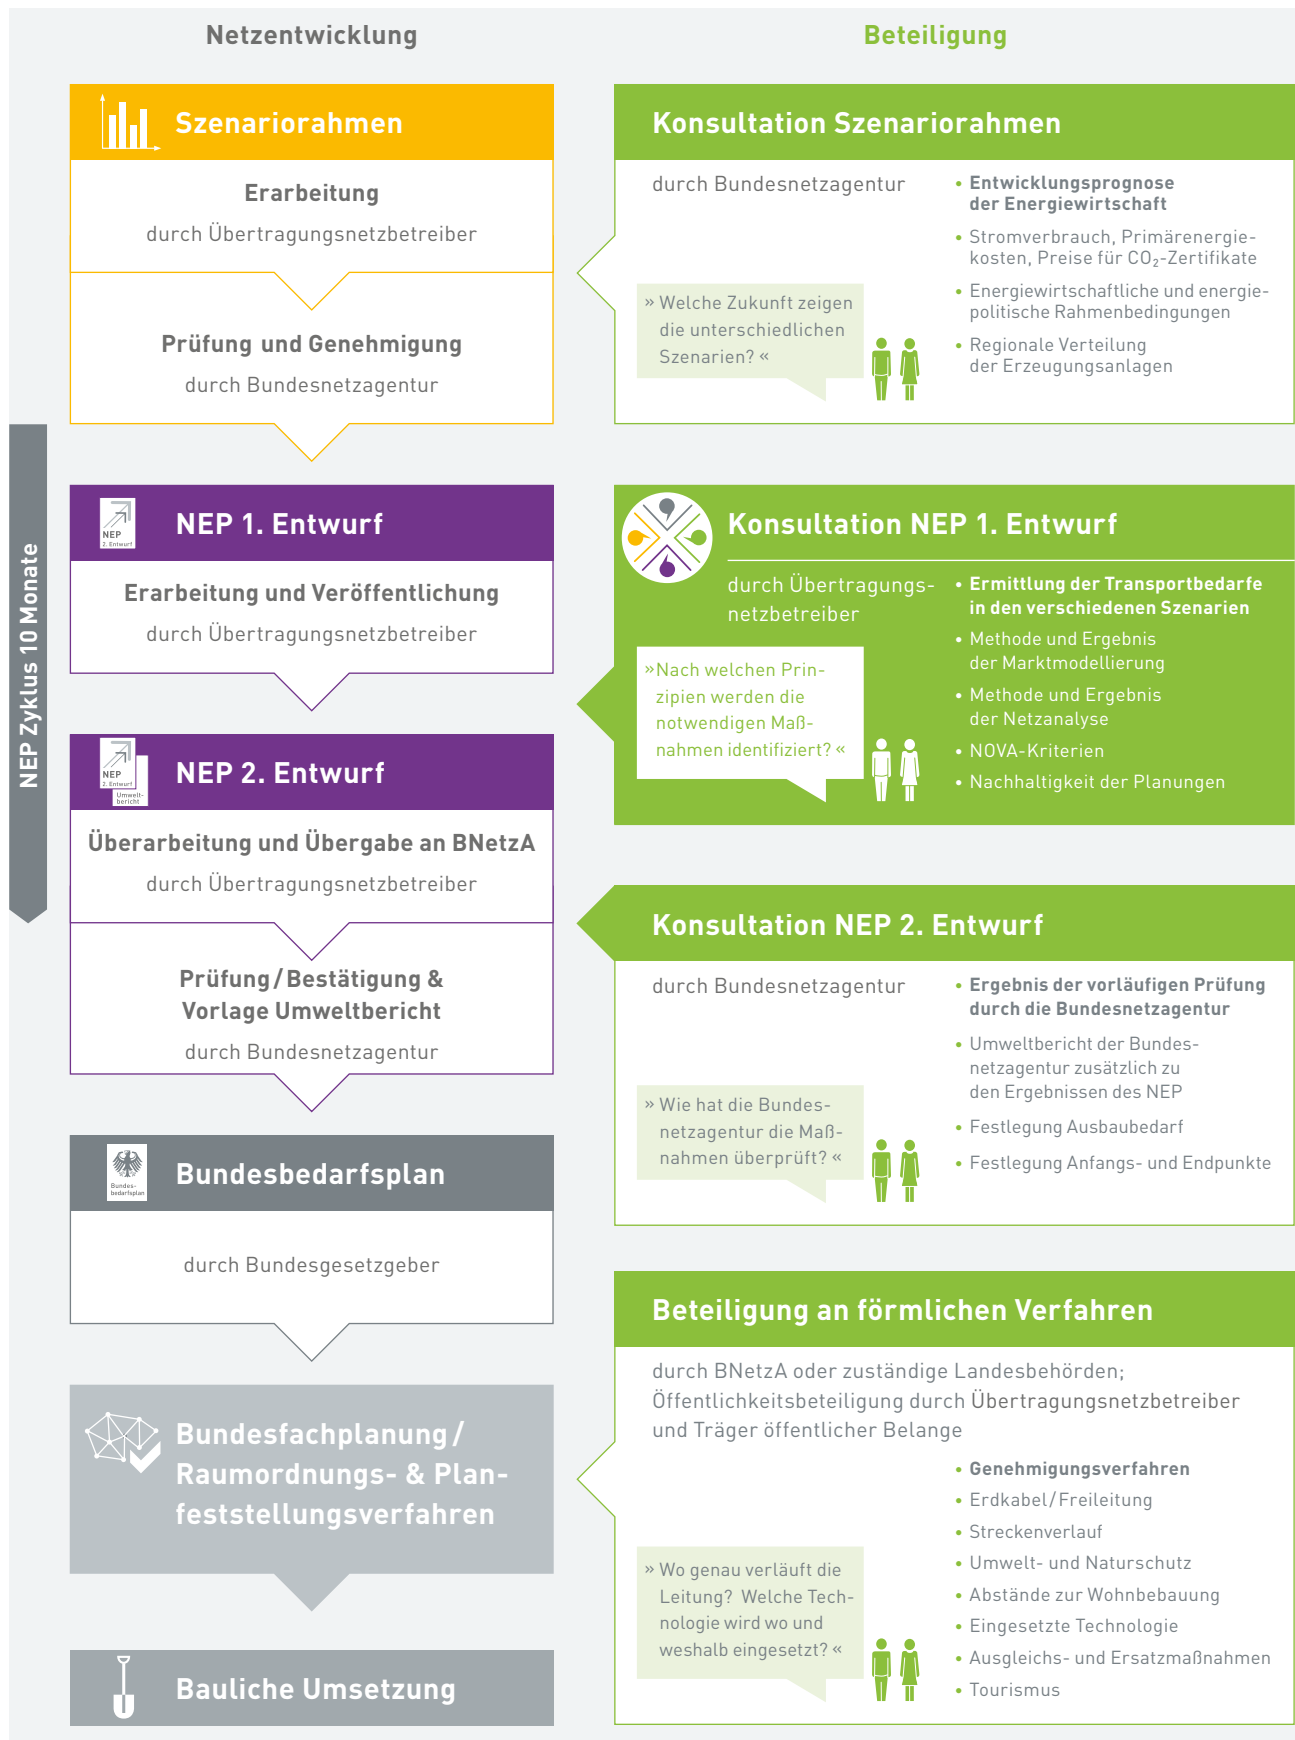 Netzentwicklung
Beteiligung
NEP Zyklus 10 Monate
Szenariorahmen
Erarbeitung
durch Übertragungsnetzbetreiber
Prüfung und Genehmigung
durch Bundesnetzagentur
Konsultation Szenariorahmen
durch Bundesnetzagentur
» Welche Zukunft zeigen
die unterschiedlichen
Szenarien? «
• Entwicklungsprognose
der Energiewirtschaft
• Stromverbrauch, Primärenergie-
kosten, Preise für CO₂-Zertifikate
• Energiewirtschaftliche und energie-
politische Rahmenbedingungen
• Regionale Verteilung
der Erzeugungsanlagen
NEP
2. Entwurf
NEP 1. Entwurf
Erarbeitung und Veröffentlichung
durch Übertragungsnetzbetreiber
Konsultation NEP 1. Entwurf
durch Übertragungs-
netzbetreiber
»Nach welchen Prin-
zipien werden die
notwendigen Maß-
nahmen identifiziert? «
• Ermittlung der Transportbedarfe
in den verschiedenen Szenarien
• Methode und Ergebnis
der Marktmodellierung
• Methode und Ergebnis
der Netzanalyse
• NOVA-Kriterien
• Nachhaltigkeit der Planungen
NEP
2. Entwurf
Umwelt-
bericht
NEP 2. Entwurf
Überarbeitung und Übergabe an BNetzA
durch Übertragungsnetzbetreiber
Prüfung/Bestätigung &
Vorlage Umweltbericht
durch Bundesnetzagentur
Konsultation NEP 2. Entwurf
durch Bundesnetzagentur
» Wie hat die Bundes-
netzagentur die Maß-
nahmen überprüft? «
• Ergebnis der vorläufigen Prüfung
durch die Bundesnetzagentur
• Umweltbericht der Bundes-
netzagentur zusätzlich zu
den Ergebnissen des NEP
• Festlegung Ausbaubedarf
• Festlegung Anfangs- und Endpunkte
Bundes-
bedarfsplan
Bundesbedarfsplan
durch Bundesgesetzgeber
Bundesfachplanung/
Raumordnungs- & Plan-
feststellungsverfahren
Bauliche Umsetzung
Beteiligung an förmlichen Verfahren
durch BNetzA oder zuständige Landesbehörden;
Öffentlichkeitsbeteiligung durch Übertragungsnetzbetreiber
und Träger öffentlicher Belange
» Wo genau verläuft die
Leitung? Welche Tech-
nologie wird wo und
weshalb eingesetzt? «
• Genehmigungsverfahren
• Erdkabel/Freileitung
• Streckenverlauf
• Umwelt- und Naturschutz
• Abstände zur Wohnbebauung
• Eingesetzte Technologie
• Ausgleichs- und Ersatzmaßnahmen
• Tourismus